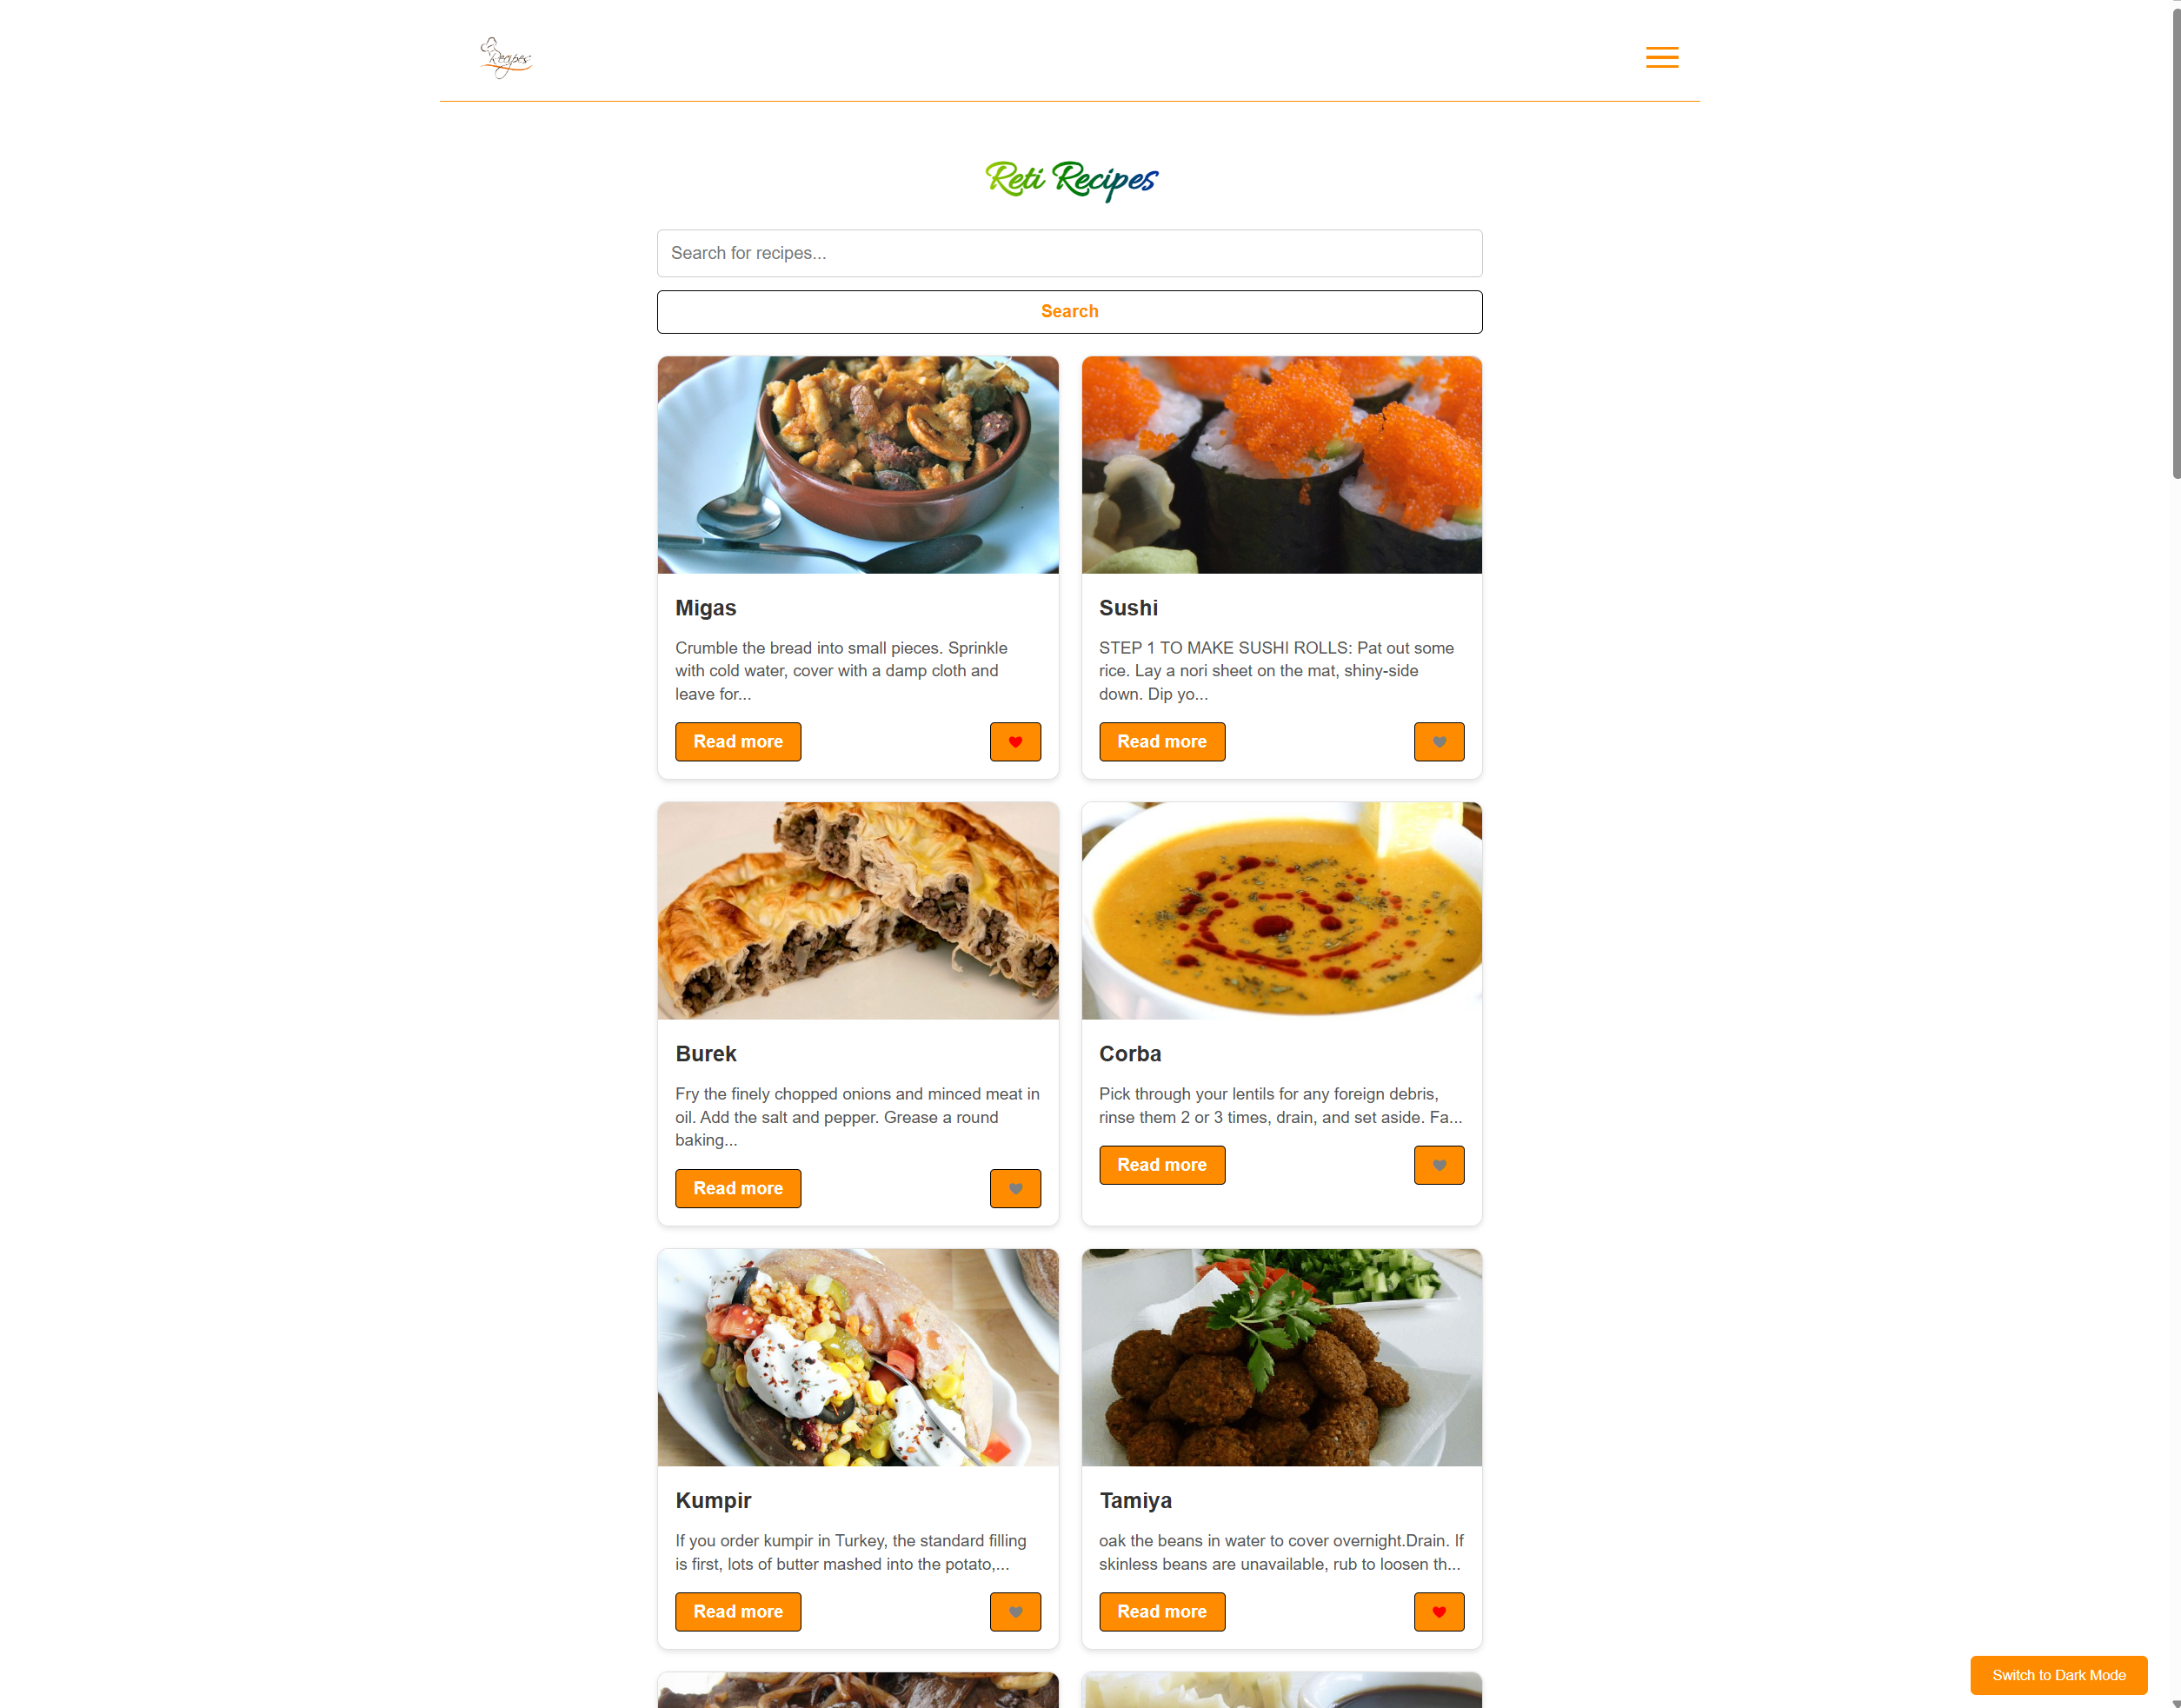 Recipes
Reti Recipes
Search for recipes...
Search
Migas
Crumble the bread into small pieces. Sprinkle
with cold water, cover with a damp cloth and
leave for...
Read more
Sushi
STEP 1 TO MAKE SUSHI ROLLS: Pat out some
rice. Lay a nori sheet on the mat, shiny-side
down. Dip yo...
Read more
Burek
Fry the finely chopped onions and minced meat in
oil. Add the salt and pepper. Grease a round
baking...
Read more
Corba
Pick through your lentils for any foreign debris,
rinse them 2 or 3 times, drain, and set aside. Fa...
Read more
Kumpir
If you order kumpir in Turkey, the standard filling
is first, lots of butter mashed into the potato,...
Read more
Tamiya
oak the beans in water to cover overnight.Drain. If
skinless beans are unavailable, rub to loosen th...
Read more
Switch to Dark Mode